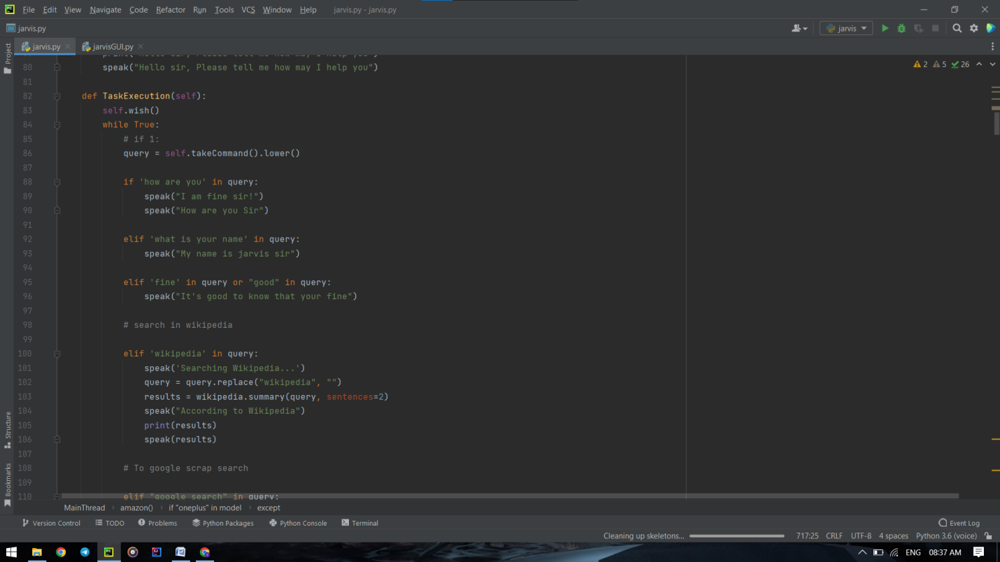 File Edit View Navigate Code Refactor Run Tools VCS Window Help jarvis.py - jarvis.py
jarvis.py
jarvis
jarvis.py jarvisGUI.py
Project
2 5 26
80 speak("Hello sir, Please tell me how may I help you")
81
82 def TaskExecution(self):
83 self.wish()
84 while True:
85 # if 1:
86 query = self.takeCommand().lower()
87
88 if 'how are you' in query:
89 speak("I am fine sir!")
90 speak("How are you Sir")
91
92 elif 'what is your name' in query:
93 speak("My name is jarvis sir")
94
95 elif 'fine' in query or "good" in query:
96 speak("It's good to know that your fine")
97
98 # search in wikipedia
99
100 elif 'wikipedia' in query:
101 speak('Searching Wikipedia...')
102 query = query.replace("wikipedia", "")
103 results = wikipedia.summary(query, sentences=2)
104 speak("According to Wikipedia")
105 print(results)
106 speak(results)
107
108 # To google scrap search
109
110 elif "google search" in query:
Structure
Bookmarks
MainThread amazon() if "oneplus" in model except
Version Control TODO Problems Python Packages Python Console Terminal Event Log
Cleaning up skeletons... 717:25 CRLF UTF-8 4 spaces Python 3.6 (voice)
ENG 08:37 AM